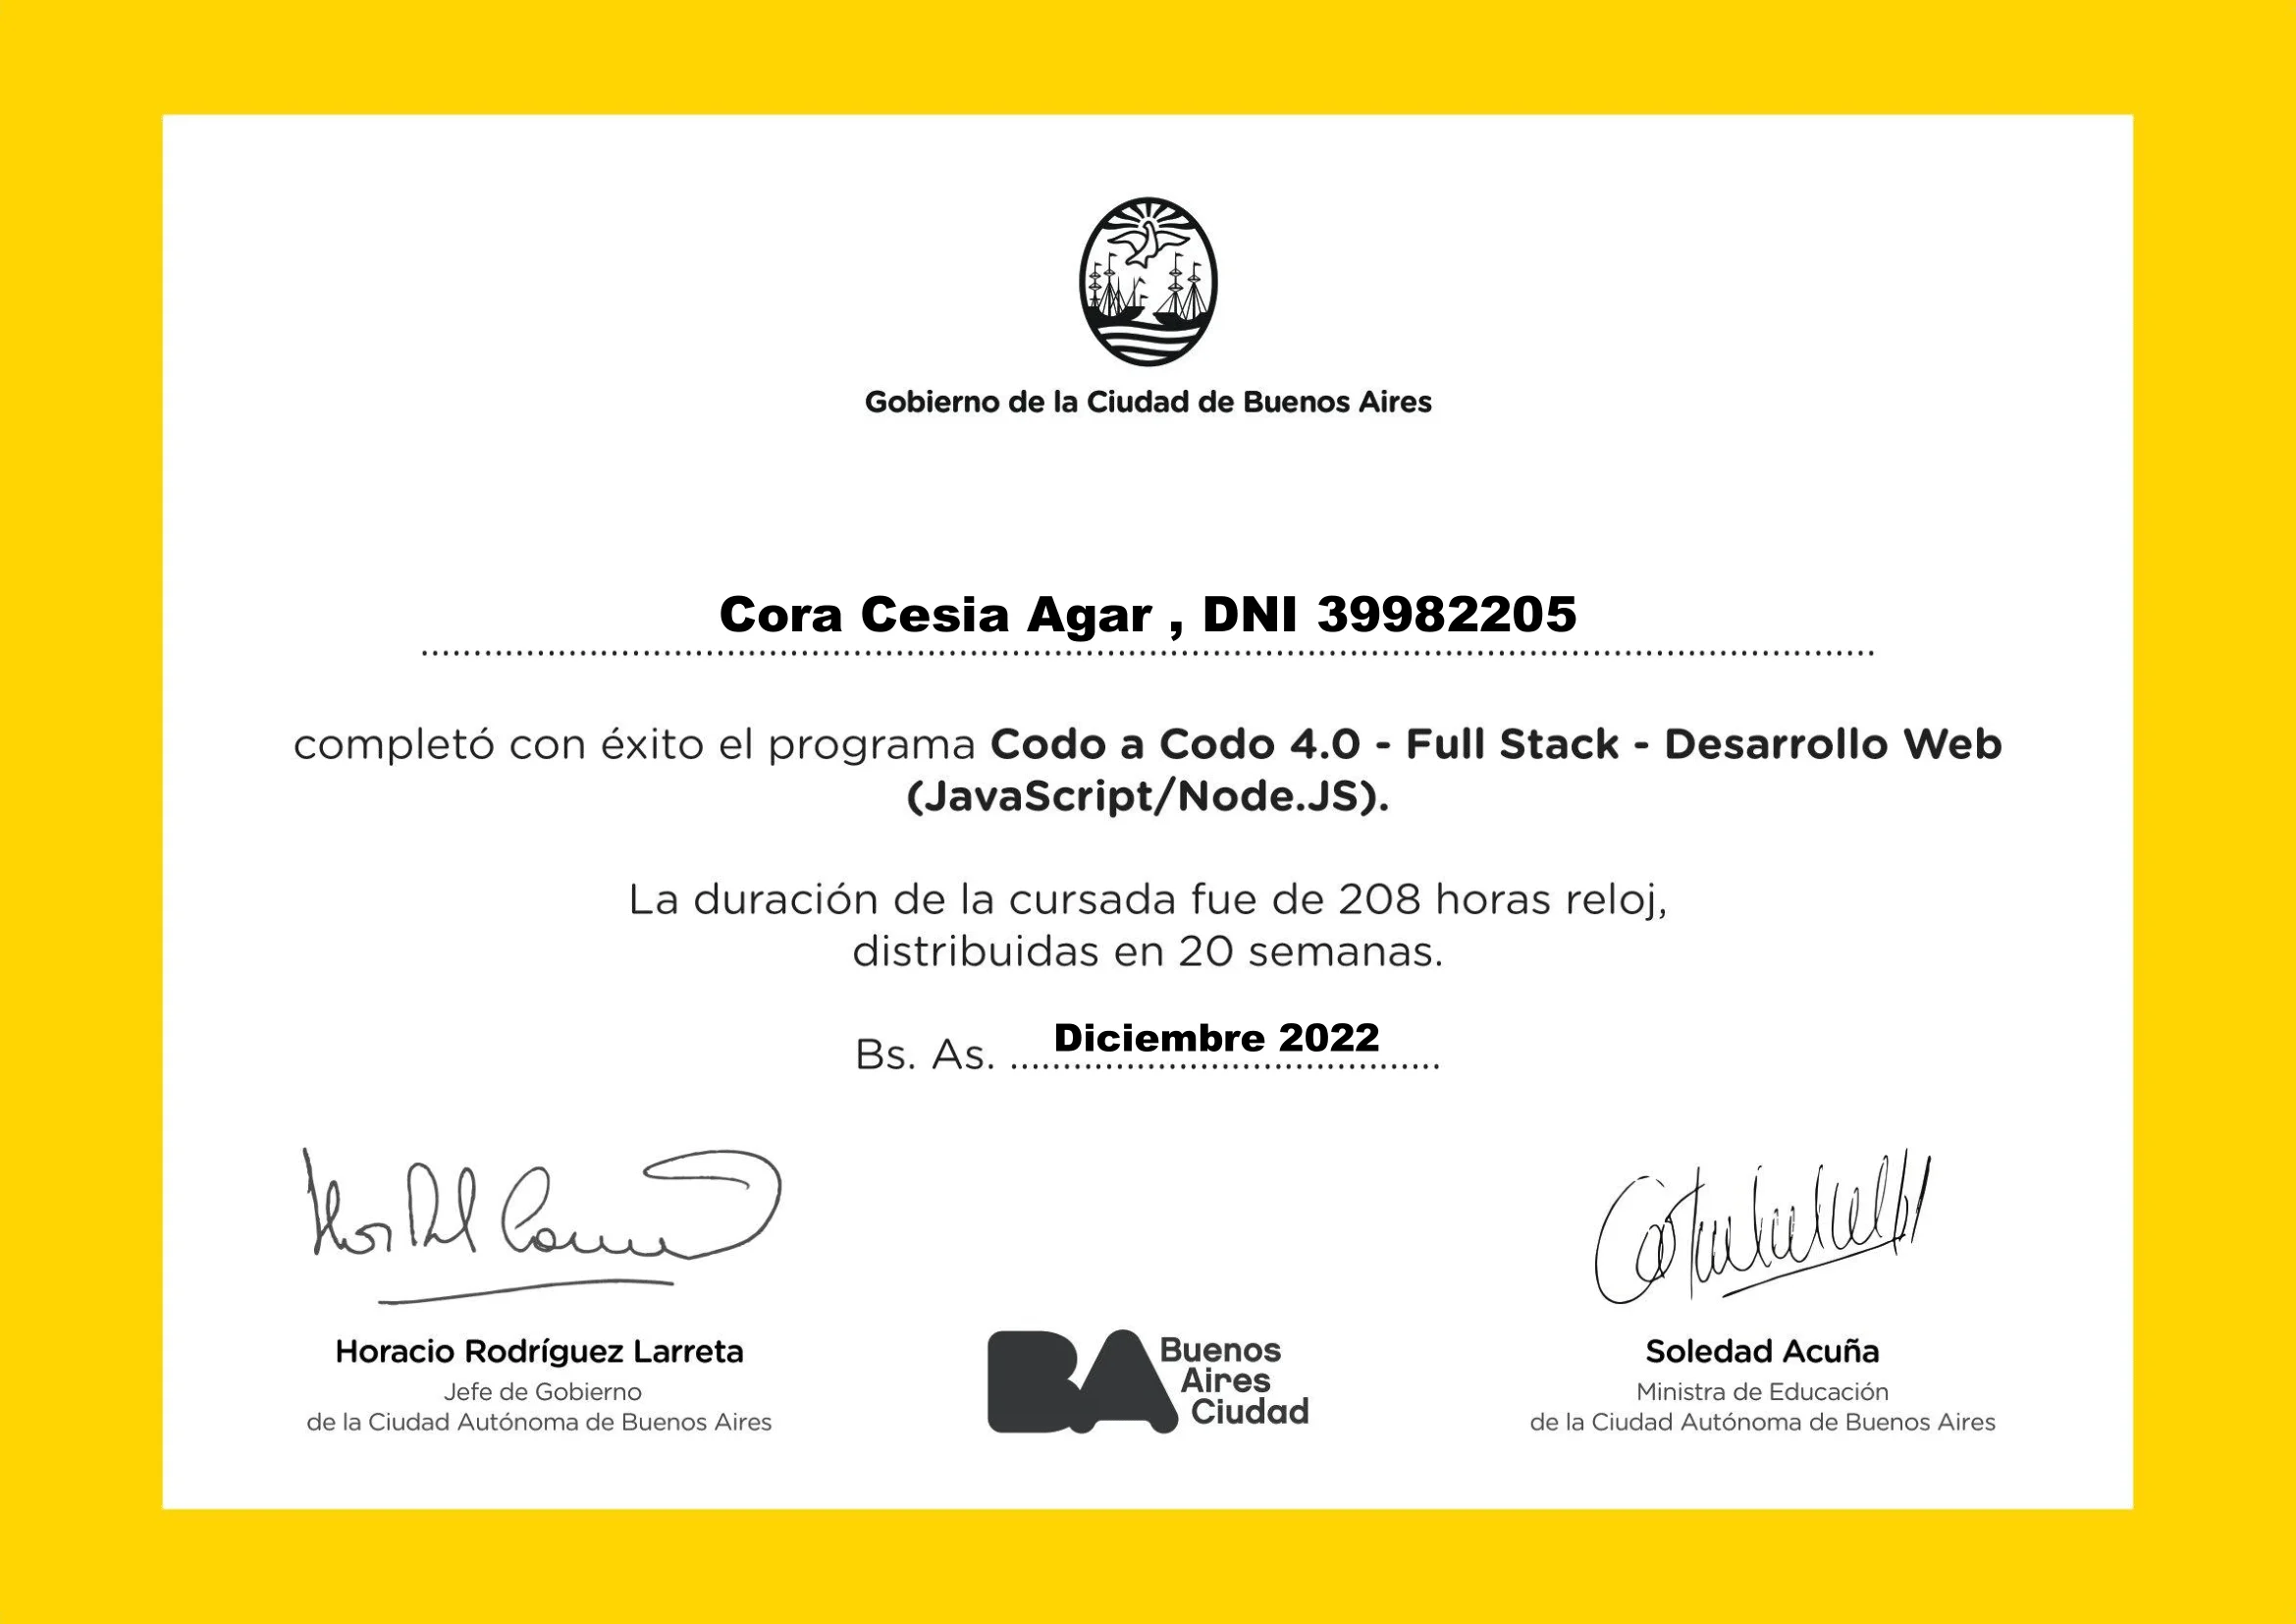 Gobierno de la Ciudad de Buenos Aires
Cora Cesia Agar , DNI 39982205
completó con éxito el programa Codo a Codo 4.0 - Full Stack - Desarrollo Web
(JavaScript/Node.JS).
La duración de la cursada fue de 208 horas reloj,
distribuidas en 20 semanas.
Bs. As. Diciembre 2022
Horacio Rodríguez Larreta
Jefe de Gobierno
de la Ciudad Autónoma de Buenos Aires
BA Buenos
Aires
Ciudad
Soledad Acuña
Ministra de Educación
de la Ciudad Autónoma de Buenos Aires